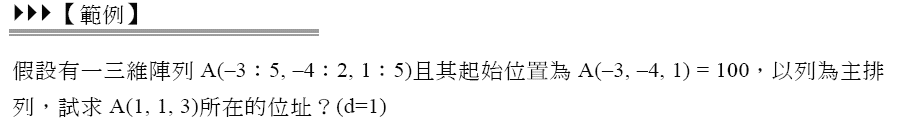 ▶▶▶【範例】
假設有一三維陣列 A(–3：5, –4：2, 1：5)且其起始位置為 A(–3, –4, 1) = 100，以列為主排
列，試求 A(1, 1, 3)所在的位址？(d=1)